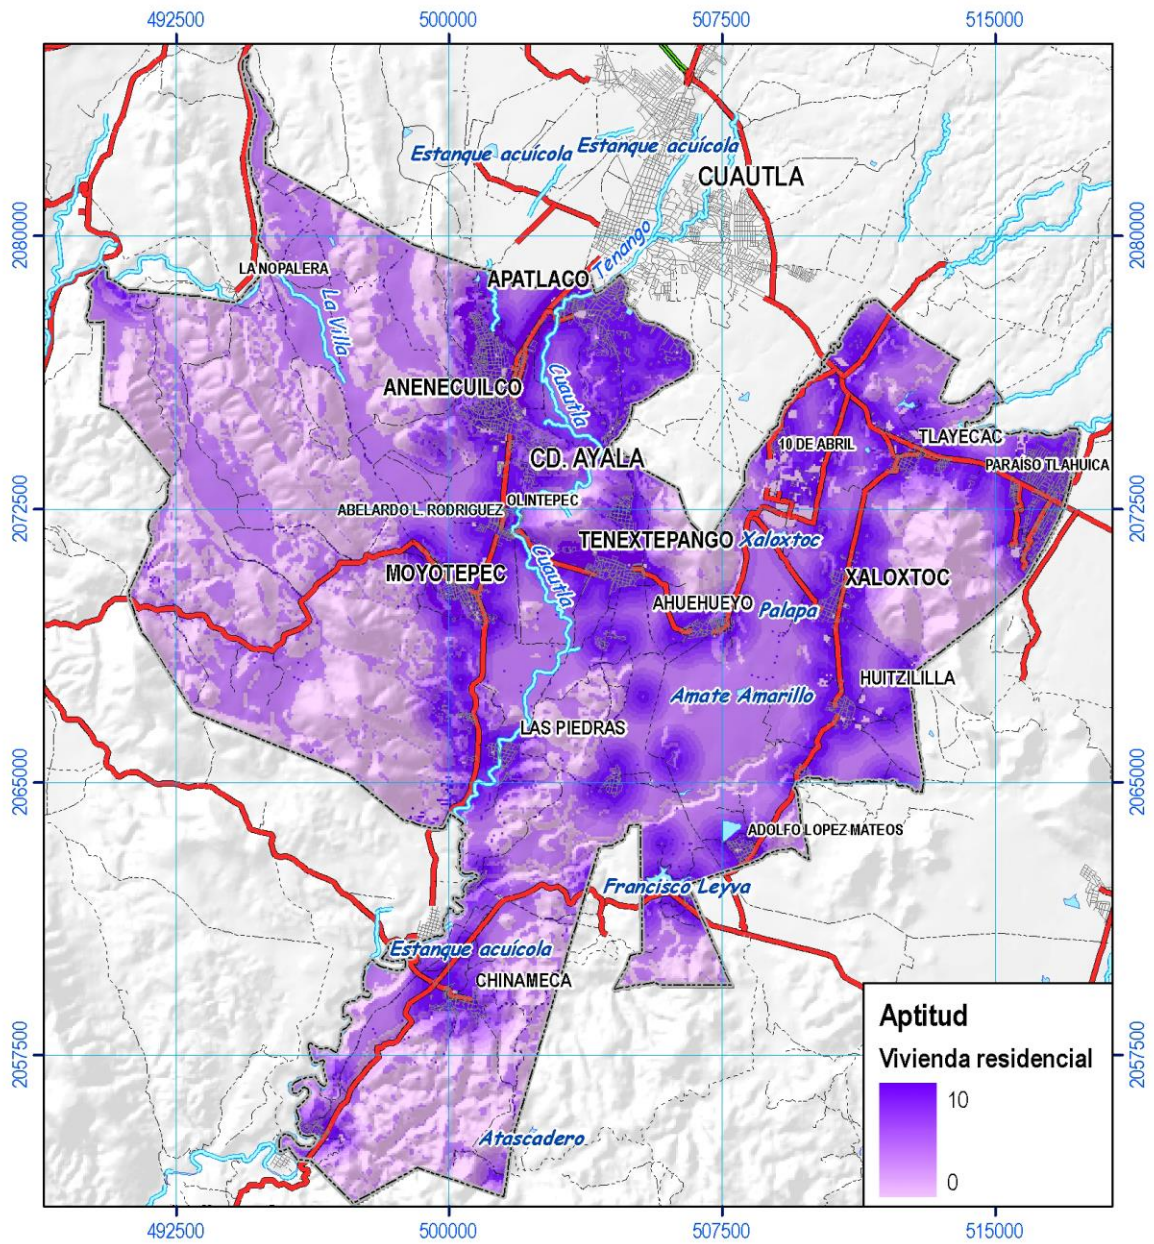 492500
500000
507500
515000
Estanque acuícola
Estanque acuícola
CUAUTLA
2080000
2080000
Tenango
LA NOPALERA
APATLACO
La Villa
ANENECUILCO
Cuautla
TLAYECAC
10 DE ABRIL
CD. AYALA
PARAISO TLAHUICA
OLINTEPEC
ABELARDO L. RODRIGUEZ
2072500
2072500
TENEXTEPANGO
Xaloxtoc
Cuautla
MOYOTEPEC
XALOXTOC
AHUEHUEYO
Palapa
HUITZILILLA
Amate Amarillo
LAS PIEDRAS
2065000
2065000
ADOLFO LOPEZ MATEOS
Francisco Leyva
Estanque acuícola
CHINAMECA
Aptitud
Vivienda residencial
10
0
2057500
2057500
Atascadero
492500
500000
507500
515000